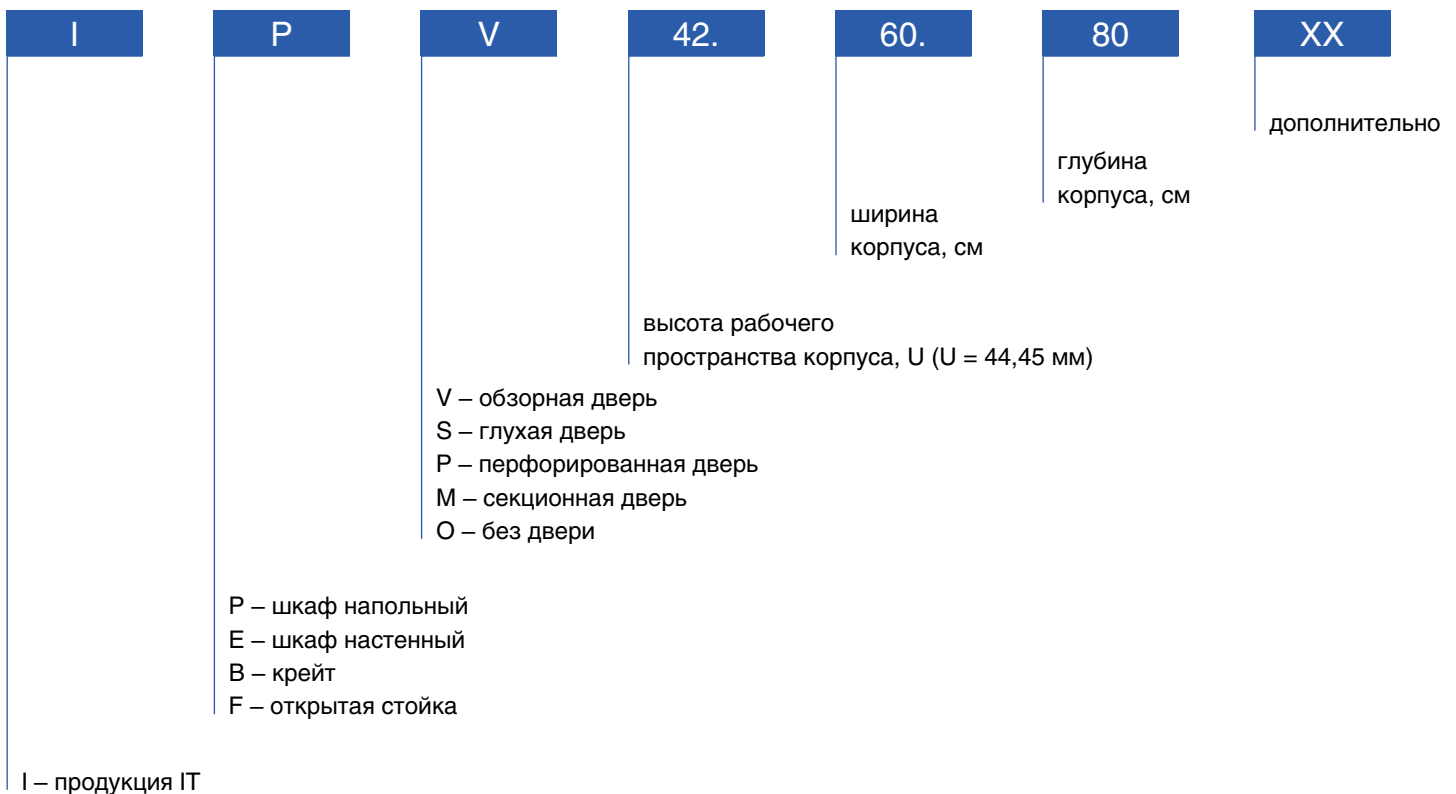 I P V 42. 60. 80 XX
дополнительно
глубина
корпуса, см
ширина
корпуса, см
высота рабочего
пространства корпуса, U (U = 44,45 мм)
V – обзорная дверь
S – глухая дверь
P – перфорированная дверь
M – секционная дверь
O – без двери
P – шкаф напольный
E – шкаф настенный
B – крейт
F – открытая стойка
I – продукция IT